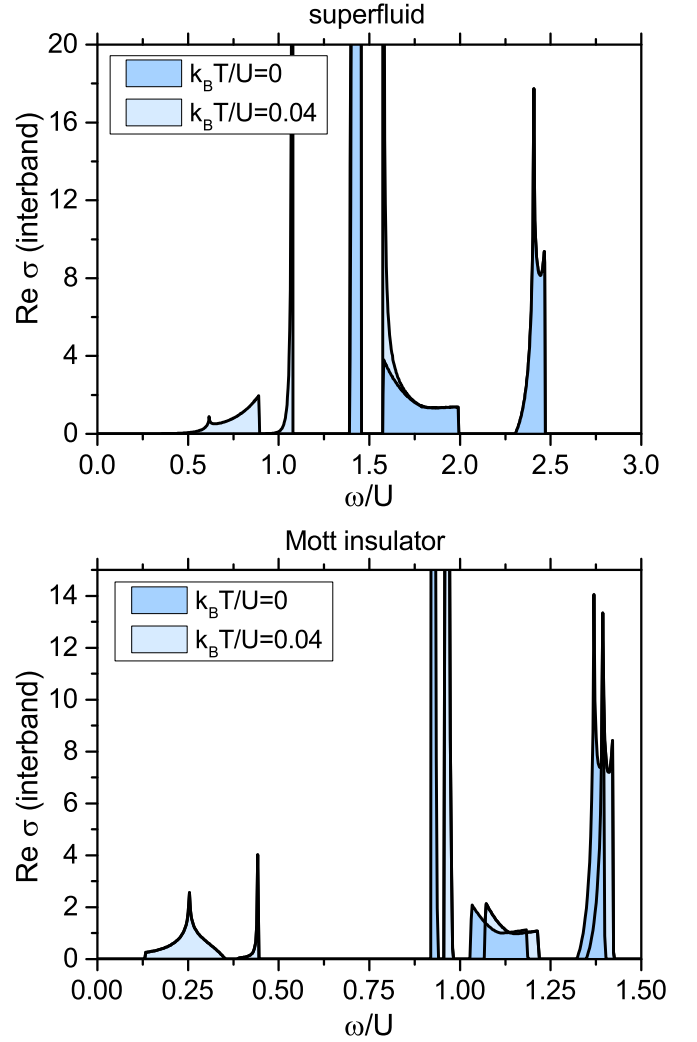 superfluid
20
16
12
8
4
0
Re σ (interband)
k_BT/U=0
k_BT/U=0.04
0.0 0.5 1.0 1.5 2.0 2.5 3.0
ω/U
Mott insulator
14
12
10
8
6
4
2
0
Re σ (interband)
k_BT/U=0
k_BT/U=0.04
0.00 0.25 0.50 0.75 1.00 1.25 1.50
ω/U